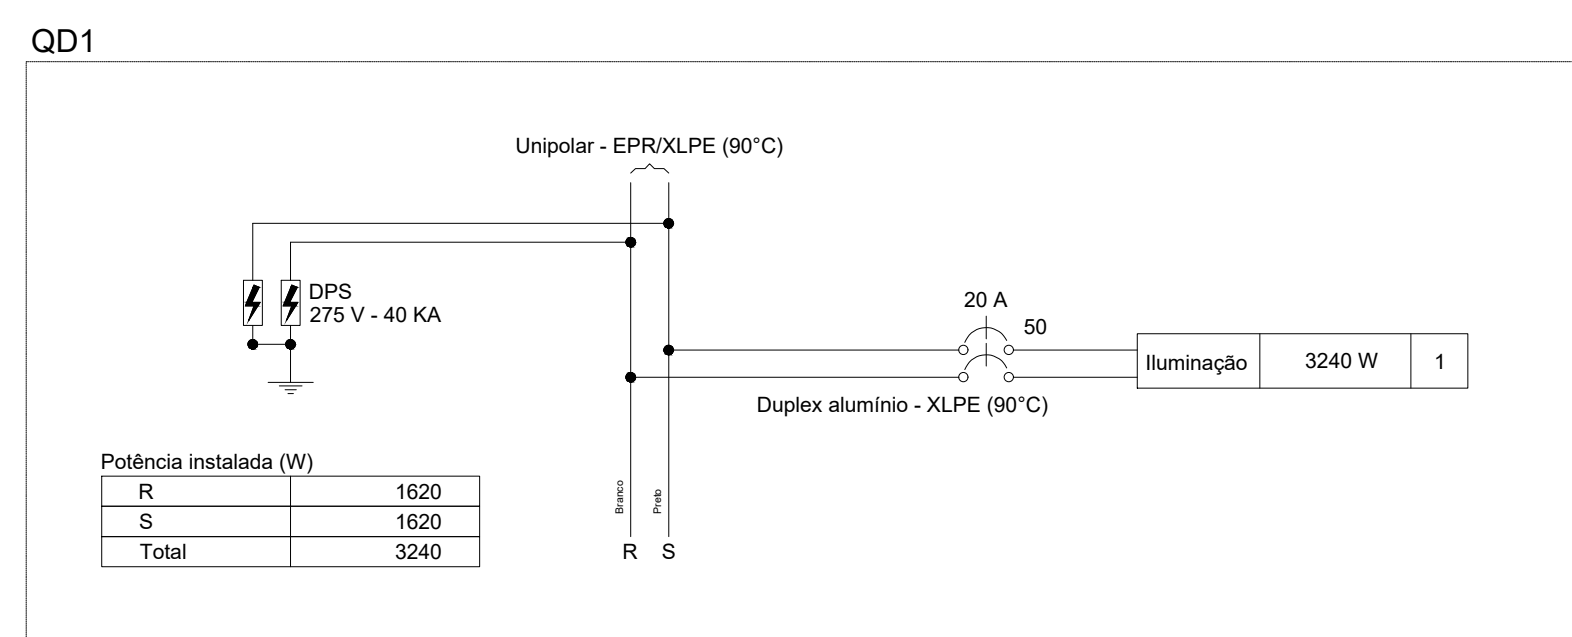 QD1
Unipolar - EPR/XLPE (90°C)
DPS
275 V - 40 KA
20 A
50
Iluminação 3240 W 1
Duplex alumínio - XLPE (90°C)
Potência instalada (W)
R 1620
S 1620
Total 3240
Branco
Preto
R S